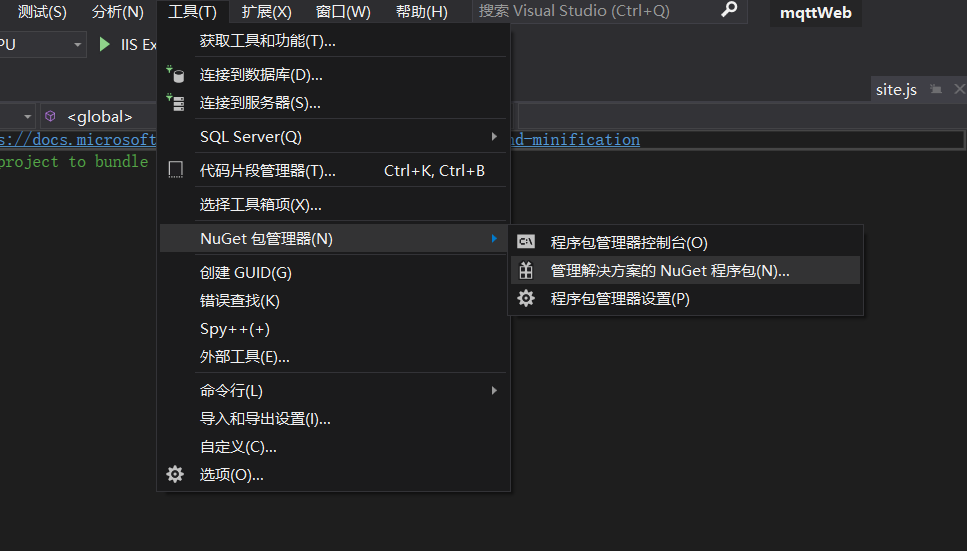 测试(S) 分析(N) 工具(T) 扩展(X) 窗口(W) 帮助(H) 搜索 Visual Studio (Ctrl+Q) mqttWeb
PU IIS Ex
获取工具和功能(T)...
连接到数据库(D)...
site.js
连接到服务器(S)...
<global>
SQL Server(Q)
s://docs.microsoft nd-minification
project to bundle
代码片段管理器(T)... Ctrl+K, Ctrl+B
选择工具箱项(X)...
NuGet 包管理器(N)
程序包管理器控制台(O)
管理解决方案的 NuGet 程序包(N)...
程序包管理器设置(P)
创建 GUID(G)
错误查找(K)
Spy++(+)
外部工具(E)...
命令行(L)
导入和导出设置(I)...
自定义(C)...
选项(O)...